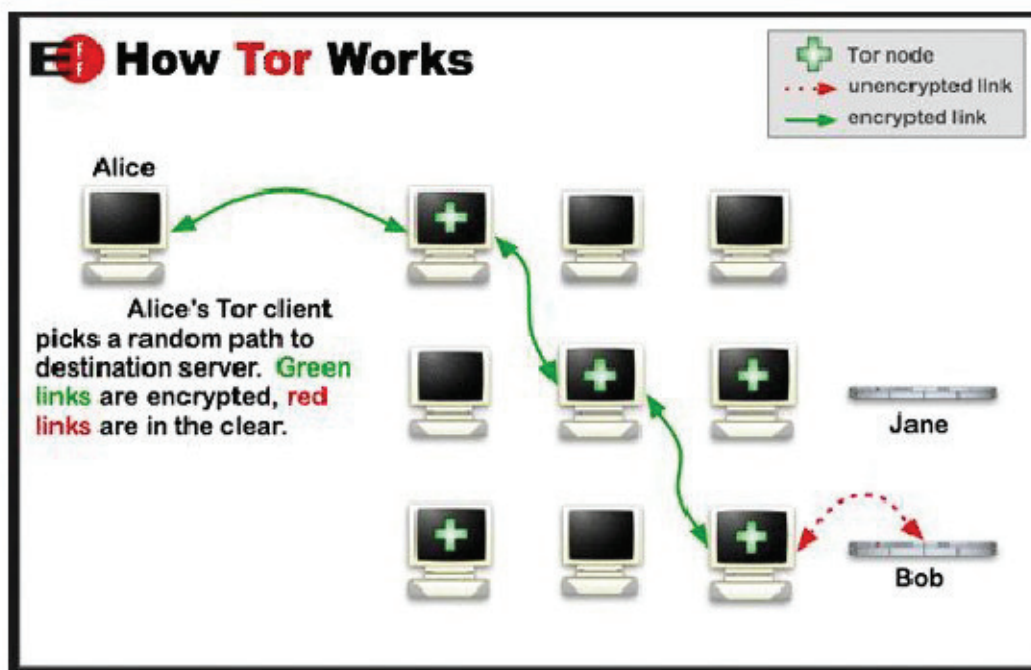 EFF How Tor Works
Tor node
unencrypted link
encrypted link
Alice
Alice's Tor client
picks a random path to
destination server. Green
links are encrypted, red
links are in the clear.
Jane
Bob